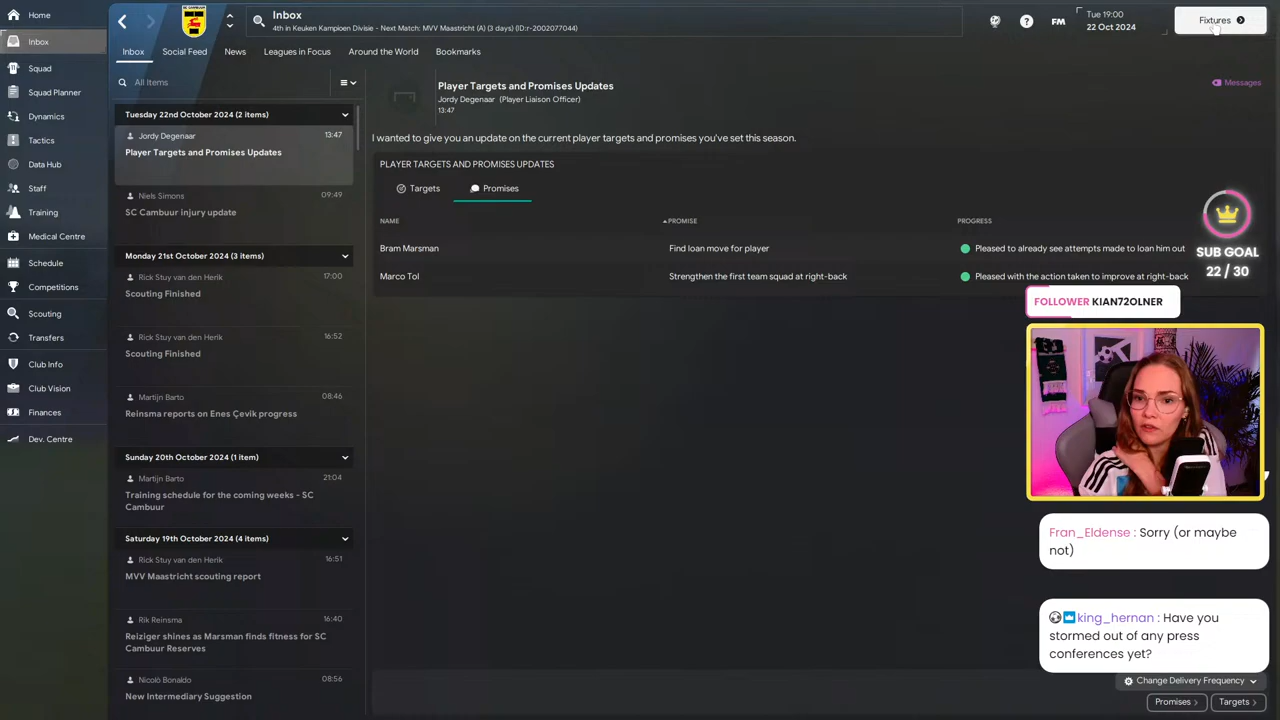 Home
Inbox
Squad
Squad Planner
Dynamics
Tactics
Data Hub
Staff
Training
Medical Centre
Schedule
Competitions
Scouting
Transfers
Club Info
Club Vision
Finances
Dev. Centre
Inbox
4th in Keuken Kampioen Divisie - Next Match: MVV Maastricht (A) (3 days) (ID:r-2002077044)
FM
Tue 19:00
22 Oct 2024
Fixtures
Inbox
Social Feed
News
Leagues in Focus
Around the World
Bookmarks
All Items
Tuesday 22nd October 2024 (2 items)
Jordy Degenaar 13:47
Player Targets and Promises Updates
Niels Simons 09:49
SC Cambuur injury update
Monday 21st October 2024 (3 items)
Rick Stuy van den Herik 17:00
Scouting Finished
Rick Stuy van den Herik 16:52
Scouting Finished
Martijn Barto 08:46
Reinsma reports on Enes Çevik progress
Sunday 20th October 2024 (1 item)
Martijn Barto 21:04
Training schedule for the coming weeks - SC
Cambuur
Saturday 19th October 2024 (4 items)
Rick Stuy van den Herik 16:51
MVV Maastricht scouting report
Rik Reinsma 16:40
Reiziger shines as Marsman finds fitness for SC
Cambuur Reserves
Nicolò Bonaldo 08:56
New Intermediary Suggestion
Player Targets and Promises Updates
Jordy Degenaar (Player Liaison Officer)
13:47
Messages
I wanted to give you an update on the current player targets and promises you've set this season.
PLAYER TARGETS AND PROMISES UPDATES
Targets
Promises
NAME PROMISE PROGRESS
Bram Marsman Find loan move for player Pleased to already see attempts made to loan him out
Marco Tol Strengthen the first team squad at right-back Pleased with the action taken to improve at right-back
SUB GOAL
22 / 30
FOLLOWER KIAN72OLNER
Fran_Eldense : Sorry (or maybe
not)
king_hernan : Have you
stormed out of any press
conferences yet?
Change Delivery Frequency
Promises
Targets